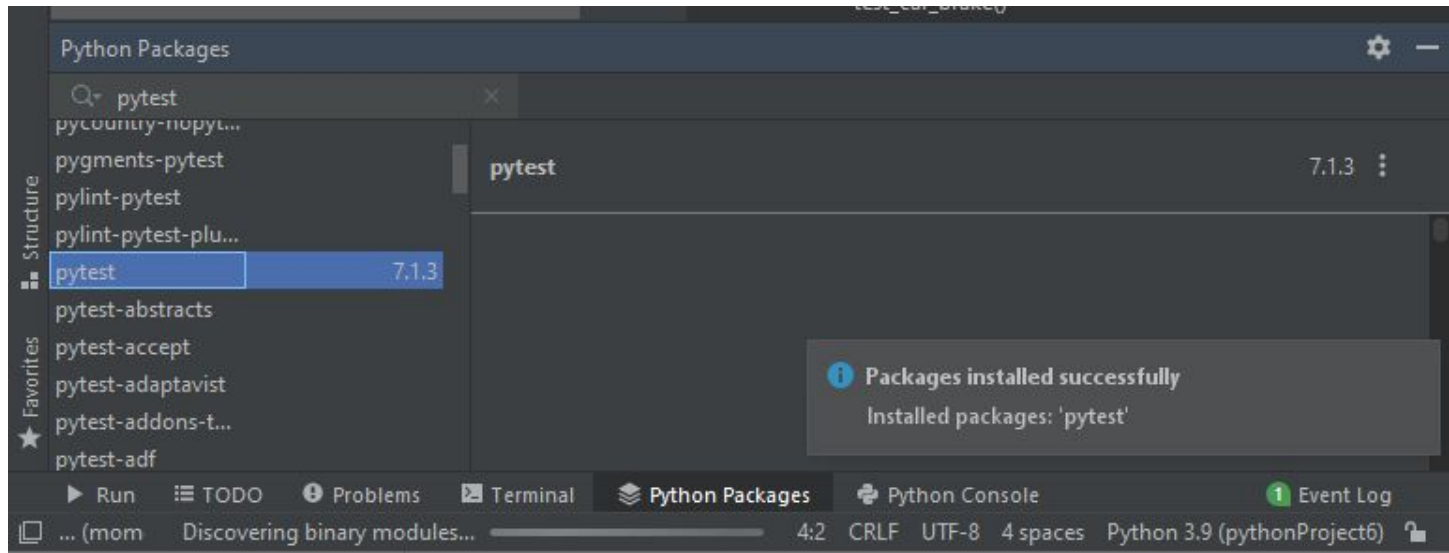 test_car_brake()
Python Packages
pytest
pycountry-nopyt...
pygments-pytest
pylint-pytest
pylint-pytest-plu...
pytest 7.1.3
pytest-abstracts
pytest-accept
pytest-adaptavist
pytest-addons-t...
pytest-adf
pytest 7.1.3
Packages installed successfully
Installed packages: 'pytest'
Structure
Favorites
Run TODO Problems Terminal Python Packages Python Console 1 Event Log
... (mom Discovering binary modules... 4:2 CRLF UTF-8 4 spaces Python 3.9 (pythonProject6)